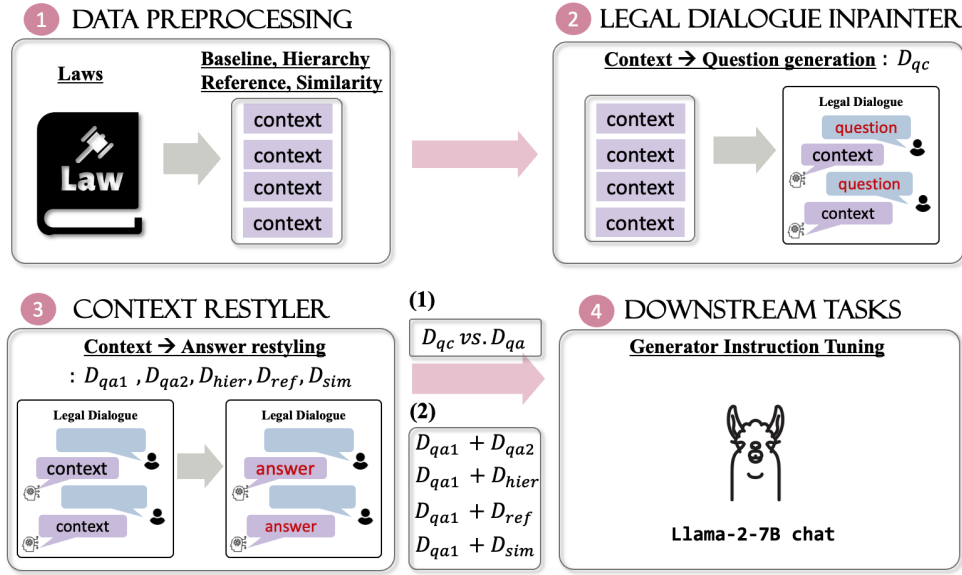 1 DATA PREPROCESSING
Laws
Baseline, Hierarchy
Reference, Similarity
Law
context
context
context
context
2 LEGAL DIALOGUE INPAINTER
Context → Question generation : D_qc
context
context
context
context
Legal Dialogue
question
context
question
context
3 CONTEXT RESTYLER
Context → Answer restyling
: D_qa1 , D_qa2, D_hier, D_ref, D_sim
Legal Dialogue
context
context
Legal Dialogue
answer
answer
(1)
D_qc vs. D_qa
(2)
D_qa1 + D_qa2
D_qa1 + D_hier
D_qa1 + D_ref
D_qa1 + D_sim
4 DOWNSTREAM TASKS
Generator Instruction Tuning
Llama-2-7B chat